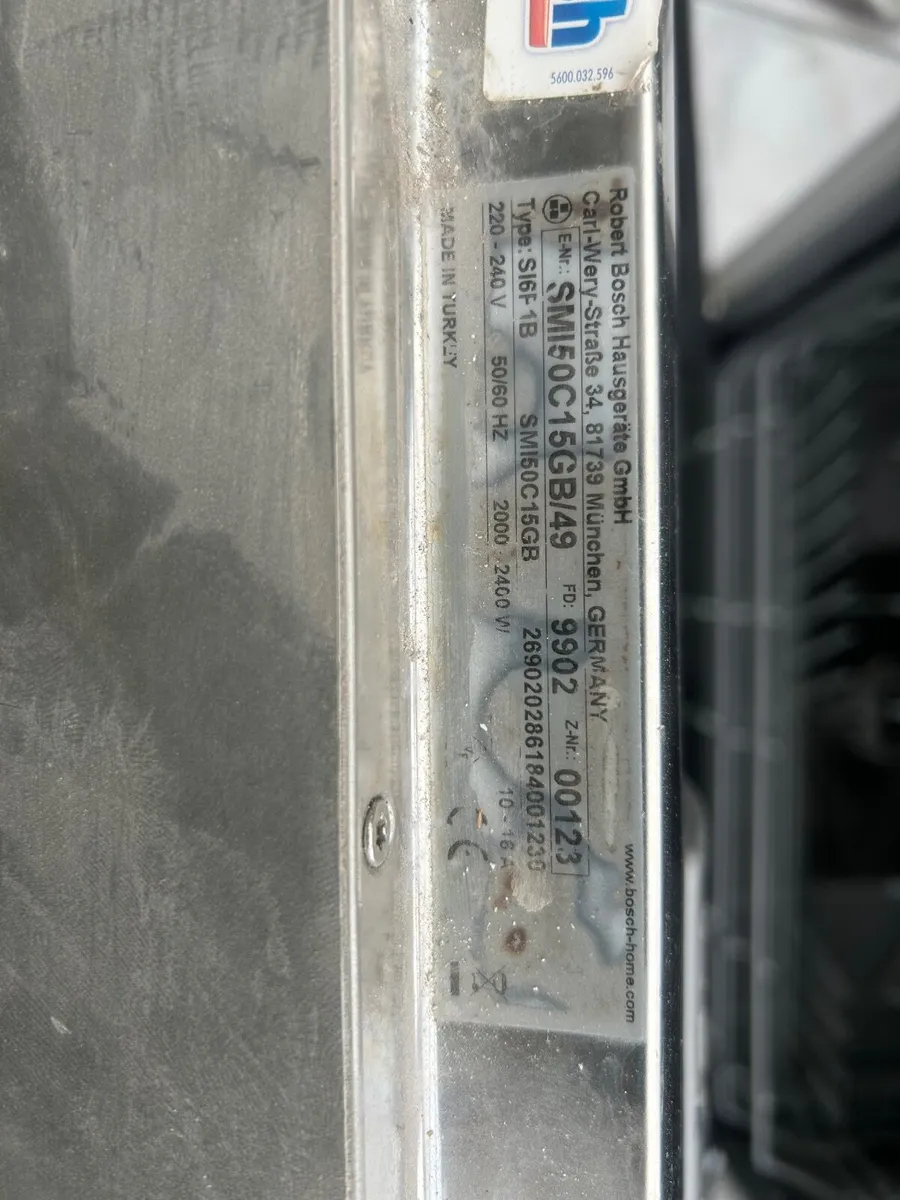 h
5600.032.596
Robert Bosch Hausgeräte GmbH www.bosch-home.com
Carl-Wery-Straße 34, 81739 München, GERMANY
E-Nr.: SMI50C15GB/49 FD: 9902 Z-Nr.: 00123
Type: SI6F1B SMI50C15GB 269020286184001230
220 - 240 V 50/60 HZ 2000 - 2400 W 10 - 16 A
MADE IN TURKEY
CE